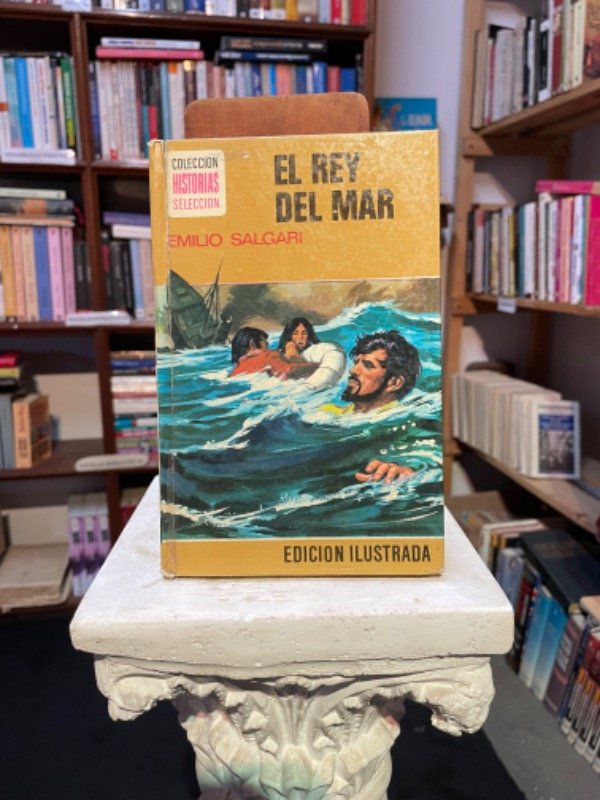 COLECCION
HISTORIAS
SELECCION
EL REY
DEL MAR
EMILIO SALGARI
EDICION ILUSTRADA